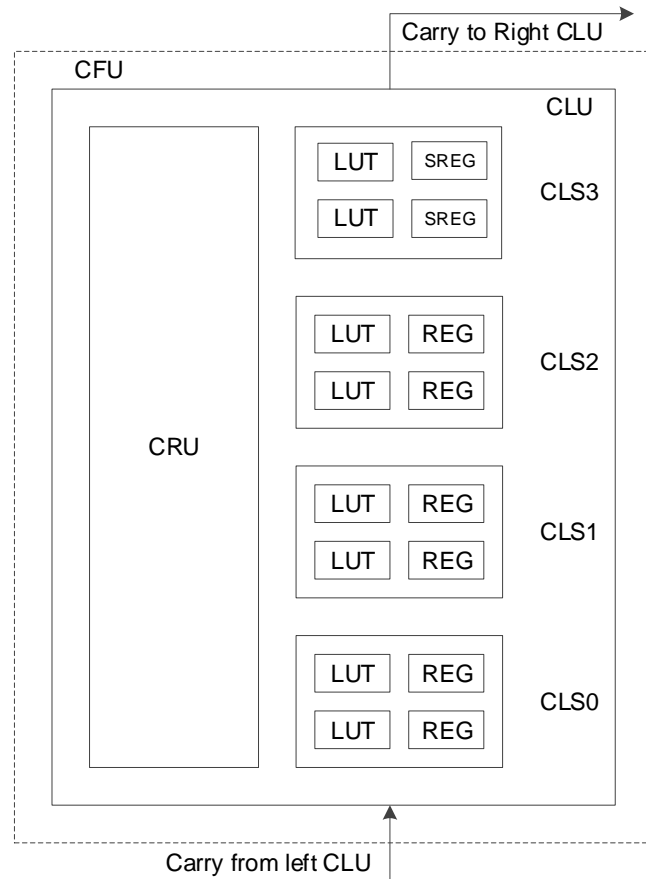 Carry to Right CLU
CFU
CLU
LUT SREG
CLS3
LUT SREG
LUT REG
CLS2
LUT REG
CRU
LUT REG
CLS1
LUT REG
LUT REG
CLS0
LUT REG
Carry from left CLU